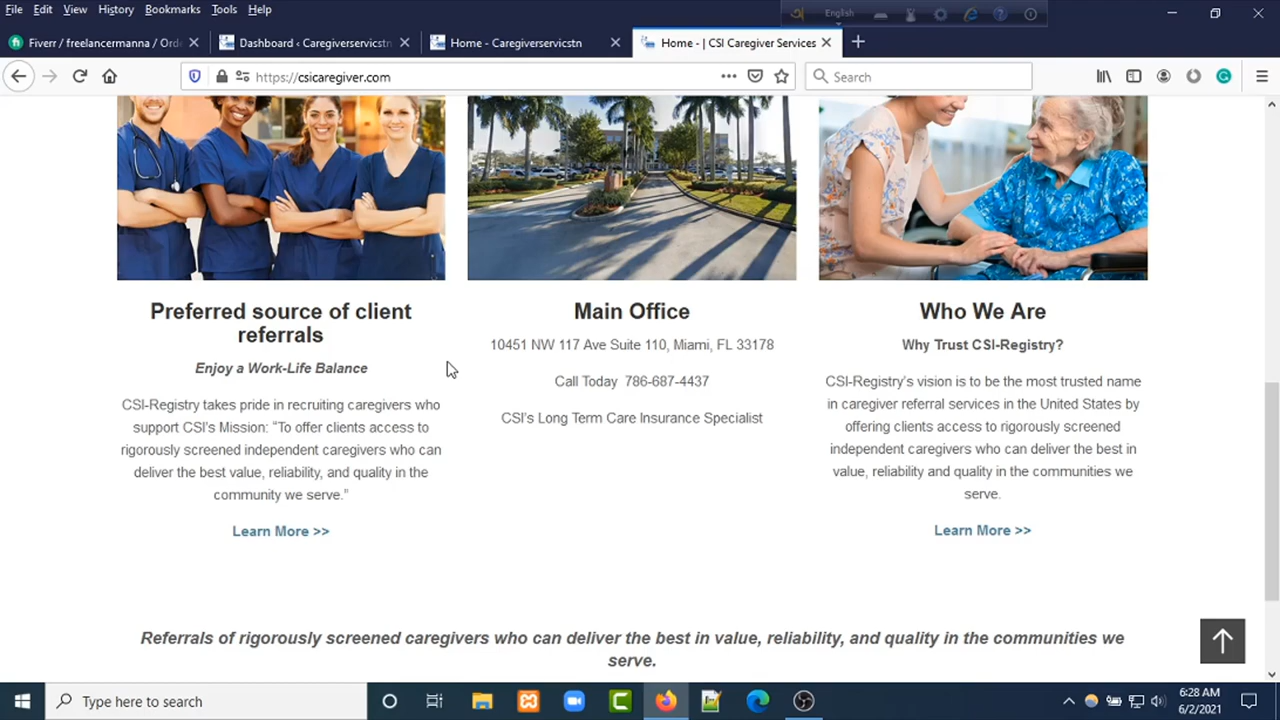 File Edit View History Bookmarks Tools Help
English
Fiverr / freelancermanna / Orde
Dashboard ‹ Caregiverservicstn
Home - Caregiverservicstn
Home - | CSI Caregiver Services
https://csicaregiver.com
Search
Preferred source of client
referrals
Enjoy a Work-Life Balance
CSI-Registry takes pride in recruiting caregivers who
support CSI's Mission: “To offer clients access to
rigorously screened independent caregivers who can
deliver the best value, reliability, and quality in the
community we serve.”
Learn More >>
Main Office
10451 NW 117 Ave Suite 110, Miami, FL 33178
Call Today 786-687-4437
CSI's Long Term Care Insurance Specialist
Who We Are
Why Trust CSI-Registry?
CSI-Registry's vision is to be the most trusted name
in caregiver referral services in the United States by
offering clients access to rigorously screened
independent caregivers who can deliver the best in
value, reliability and quality in the communities we
serve.
Learn More >>
Referrals of rigorously screened caregivers who can deliver the best in value, reliability, and quality in the communities we
serve.
Type here to search
6:28 AM
6/2/2021